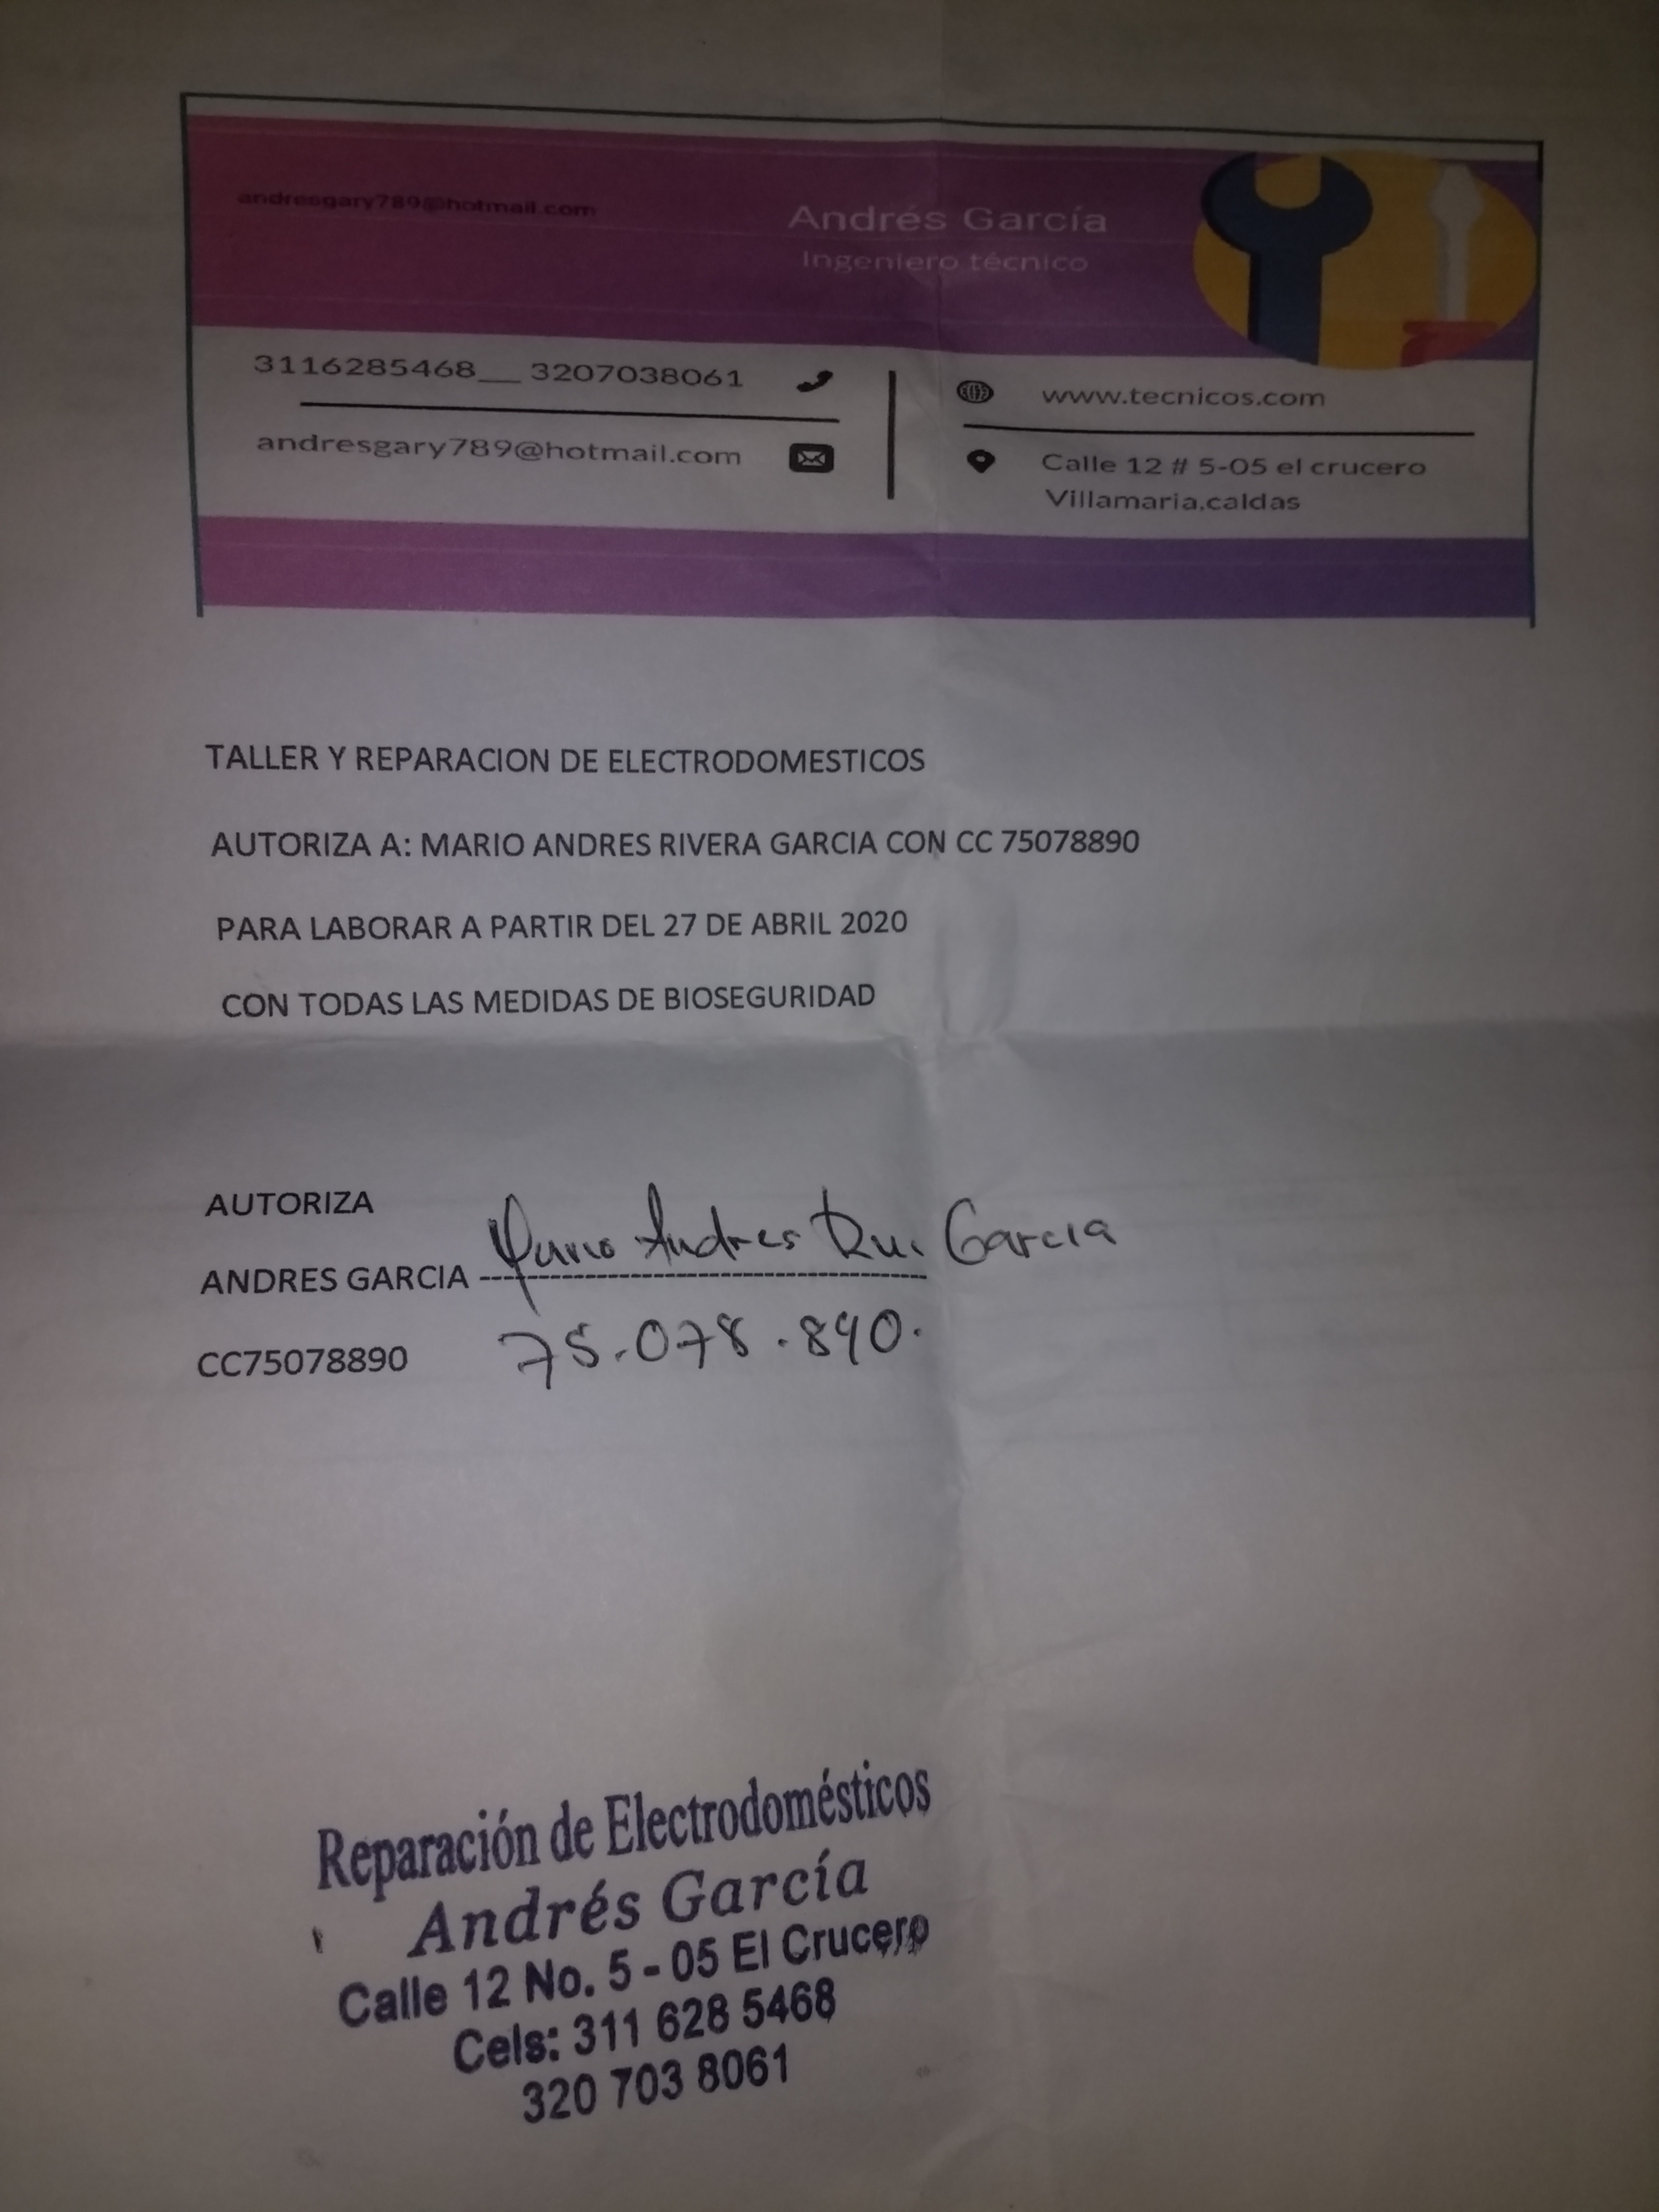 andresgary789@hotmail.com
Andrés García
Ingeniero técnico
3116285468__ 3207038061
andresgary789@hotmail.com
www.tecnicos.com
Calle 12 # 5-05 el crucero
Villamaria,caldas
TALLER Y REPARACION DE ELECTRODOMESTICOS
AUTORIZA A: MARIO ANDRES RIVERA GARCIA CON CC 75078890
PARA LABORAR A PARTIR DEL 27 DE ABRIL 2020
CON TODAS LAS MEDIDAS DE BIOSEGURIDAD
AUTORIZA
Andres Garcia
ANDRES GARCIA ----------------------------------------
CC75078890 75.078.890.
Reparación de Electrodomésticos
Andrés García
Calle 12 No. 5 - 05 El Crucero
Cels: 311 628 5468
320 703 8061